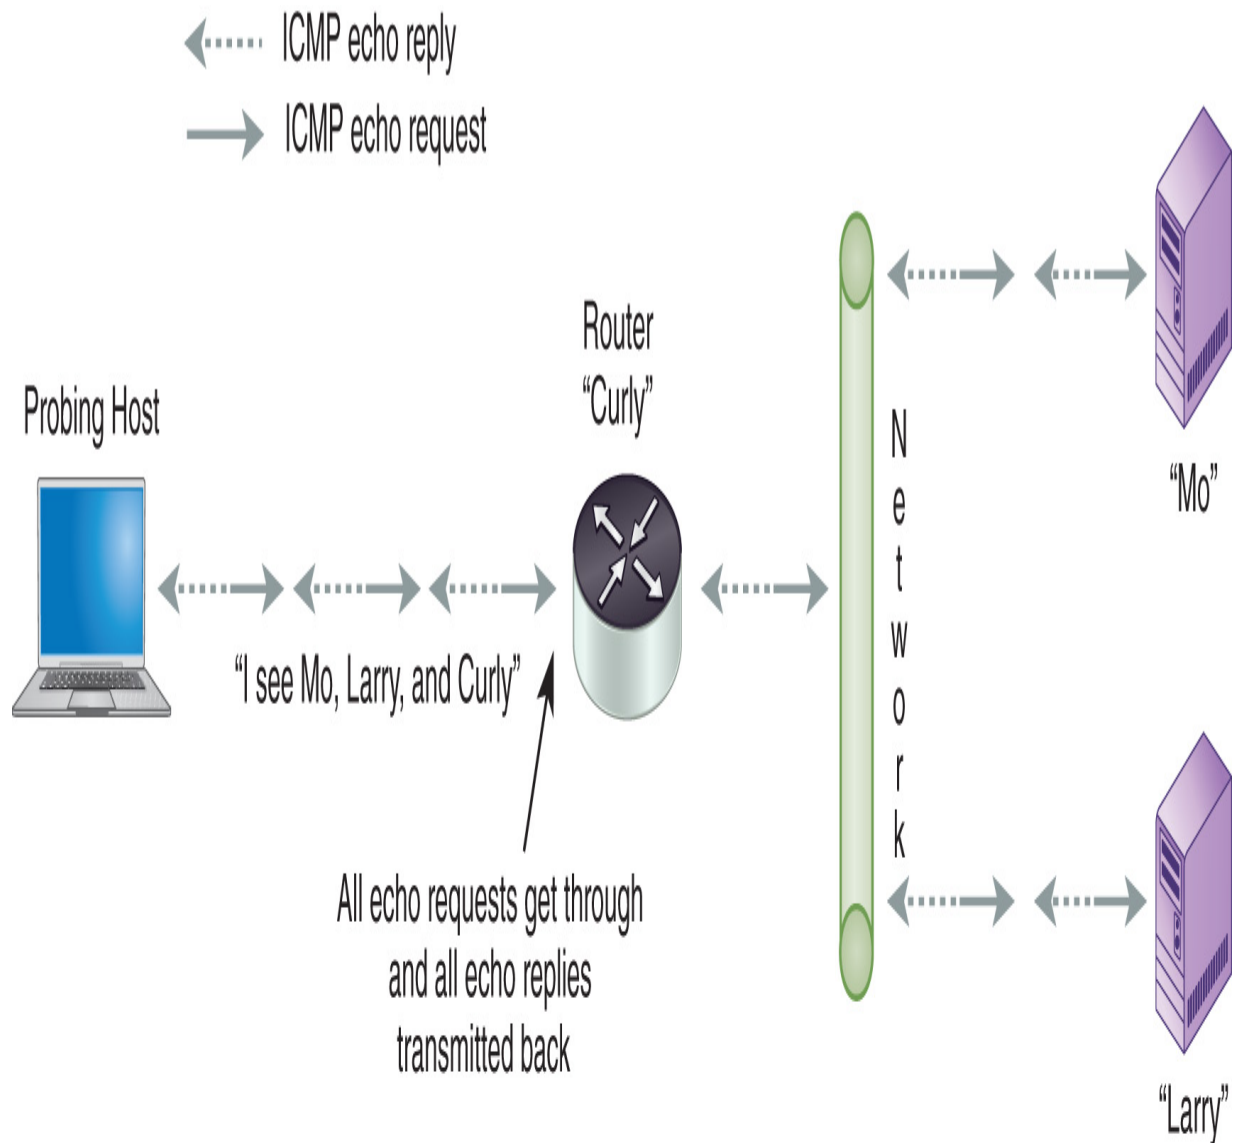 ICMP echo reply
ICMP echo request
Router
“Curly”
Probing Host
Network
“Mo”
“I see Mo, Larry, and Curly”
All echo requests get through
and all echo replies
transmitted back
“Larry”